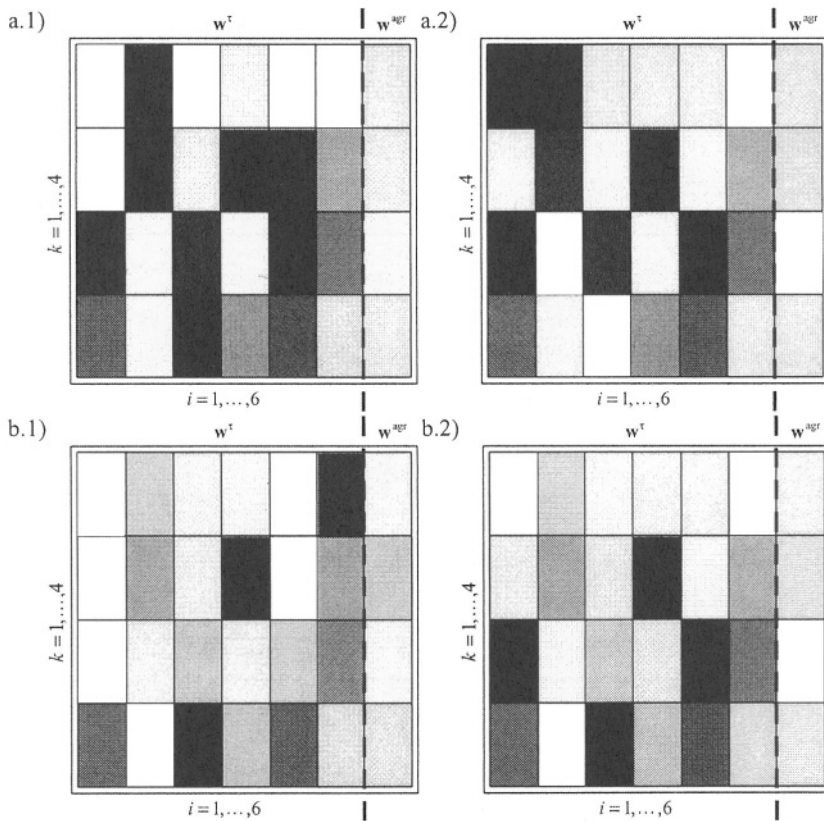 a.1)
w^τ
w^agr
k = 1,…,4
i = 1,…,6
a.2)
w^τ
w^agr
k = 1,…,4
i = 1,…,6
b.1)
w^τ
w^agr
k = 1,…,4
i = 1,…,6
b.2)
w^τ
w^agr
k = 1,…,4
i = 1,…,6